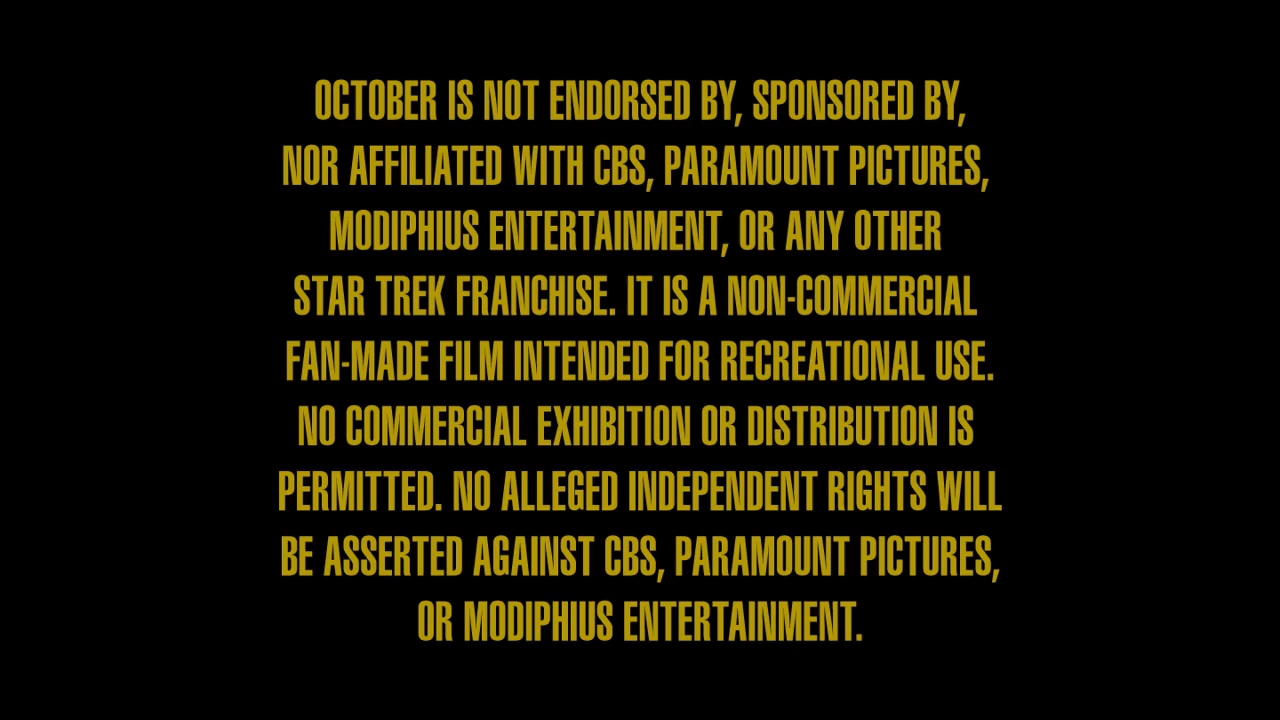 OCTOBER IS NOT ENDORSED BY, SPONSORED BY,
NOR AFFILIATED WITH CBS, PARAMOUNT PICTURES,
MODIPHIUS ENTERTAINMENT, OR ANY OTHER
STAR TREK FRANCHISE. IT IS A NON-COMMERCIAL
FAN-MADE FILM INTENDED FOR RECREATIONAL USE.
NO COMMERCIAL EXHIBITION OR DISTRIBUTION IS
PERMITTED. NO ALLEGED INDEPENDENT RIGHTS WILL
BE ASSERTED AGAINST CBS, PARAMOUNT PICTURES,
OR MODIPHIUS ENTERTAINMENT.